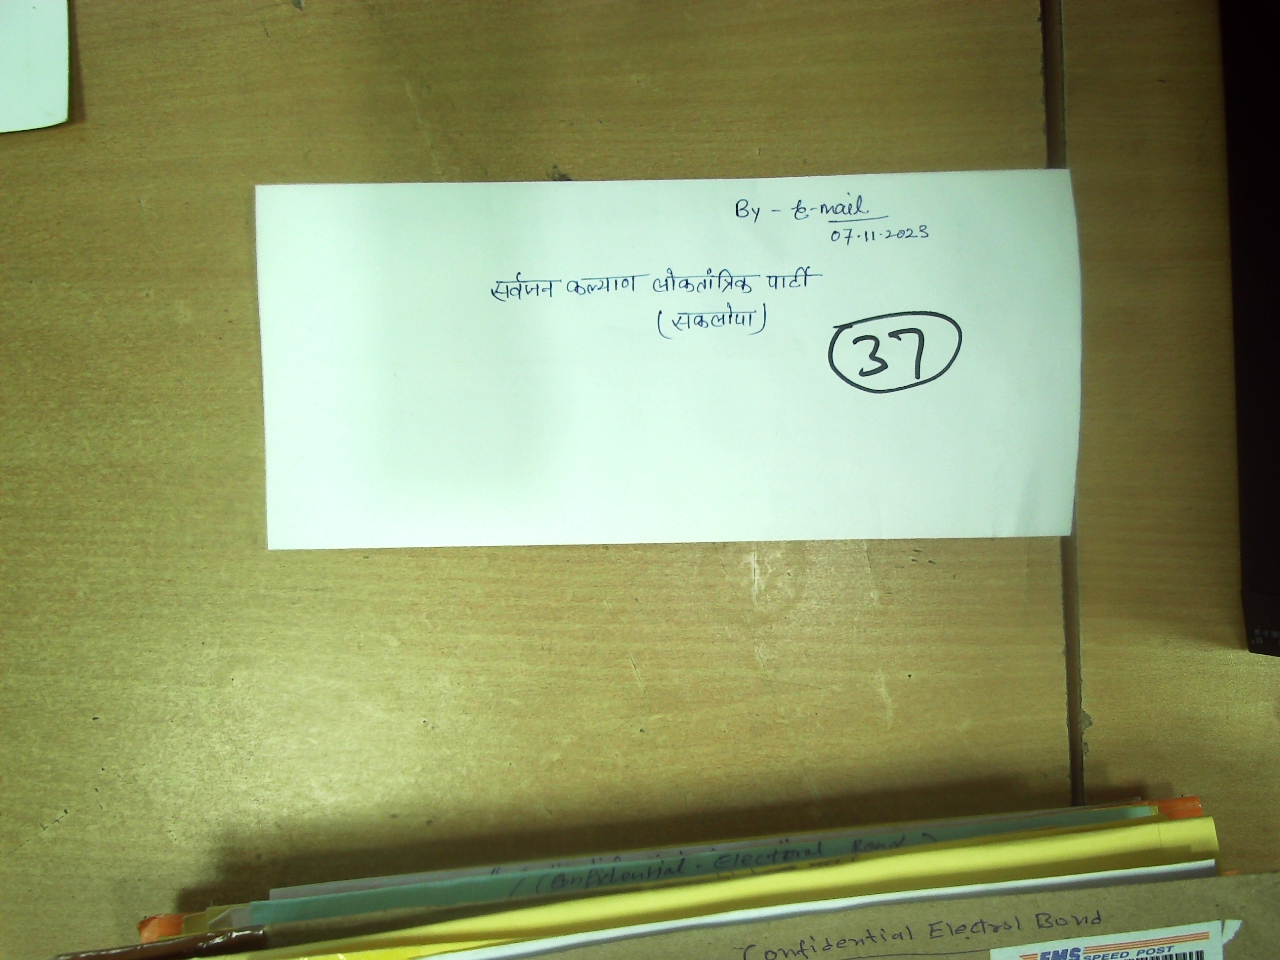 By - E-mail
07.11.2023
सर्वजन कल्याण लोकतांत्रिक पार्टी
(सकलोपा)
37
(Confidential - Electoral Bond)
Confidential Electrol Bond
EMS SPEED POST